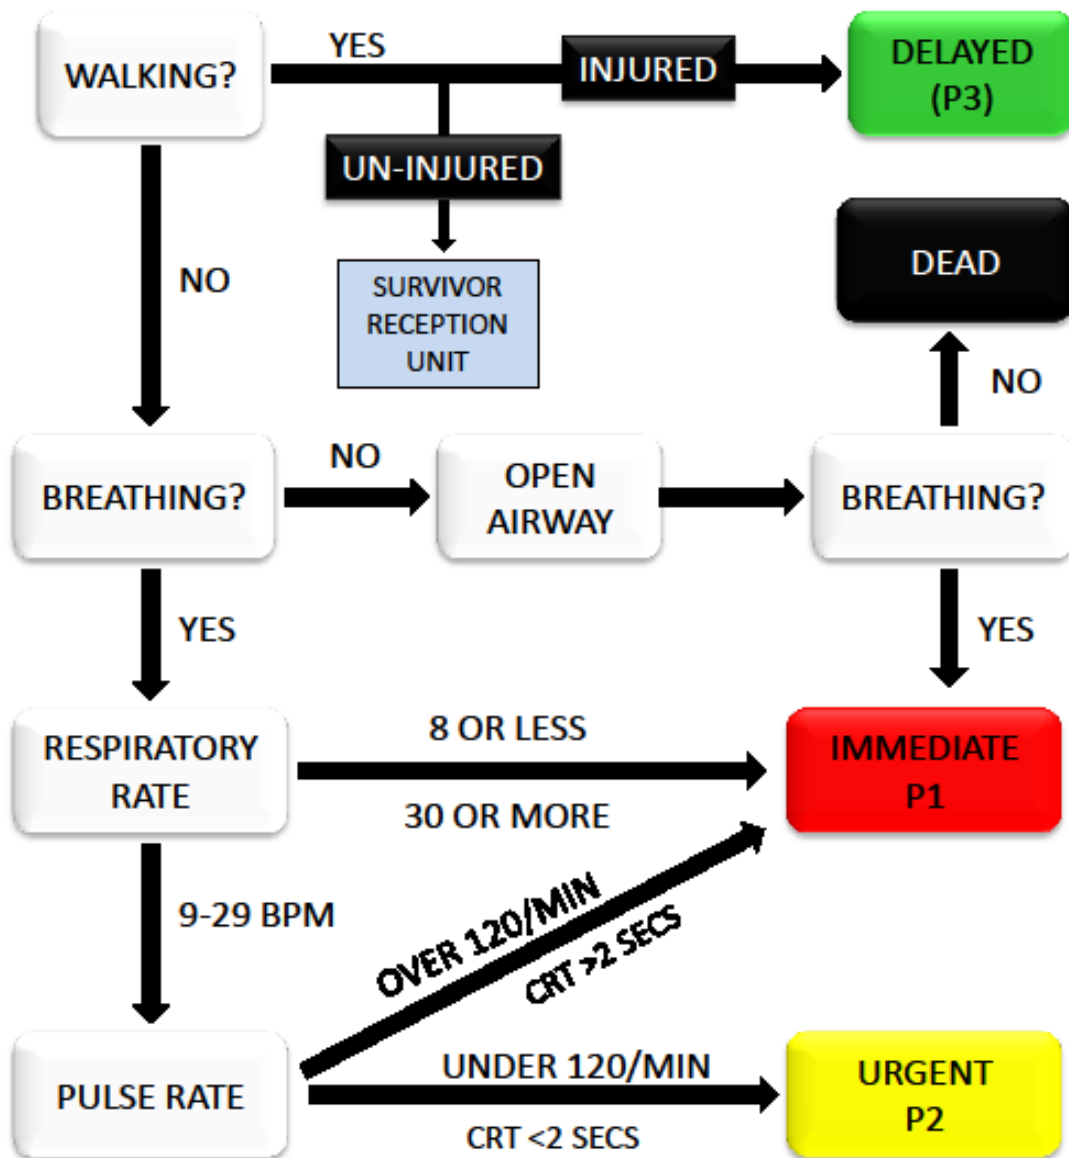 WALKING?
YES
INJURED
DELAYED
(P3)
UN-INJURED
NO
SURVIVOR
RECEPTION
UNIT
DEAD
NO
BREATHING?
NO
OPEN
AIRWAY
BREATHING?
YES
YES
RESPIRATORY
RATE
8 OR LESS
30 OR MORE
IMMEDIATE
P1
9-29 BPM
OVER 120/MIN
CRT >2 SECS
PULSE RATE
UNDER 120/MIN
CRT <2 SECS
URGENT
P2